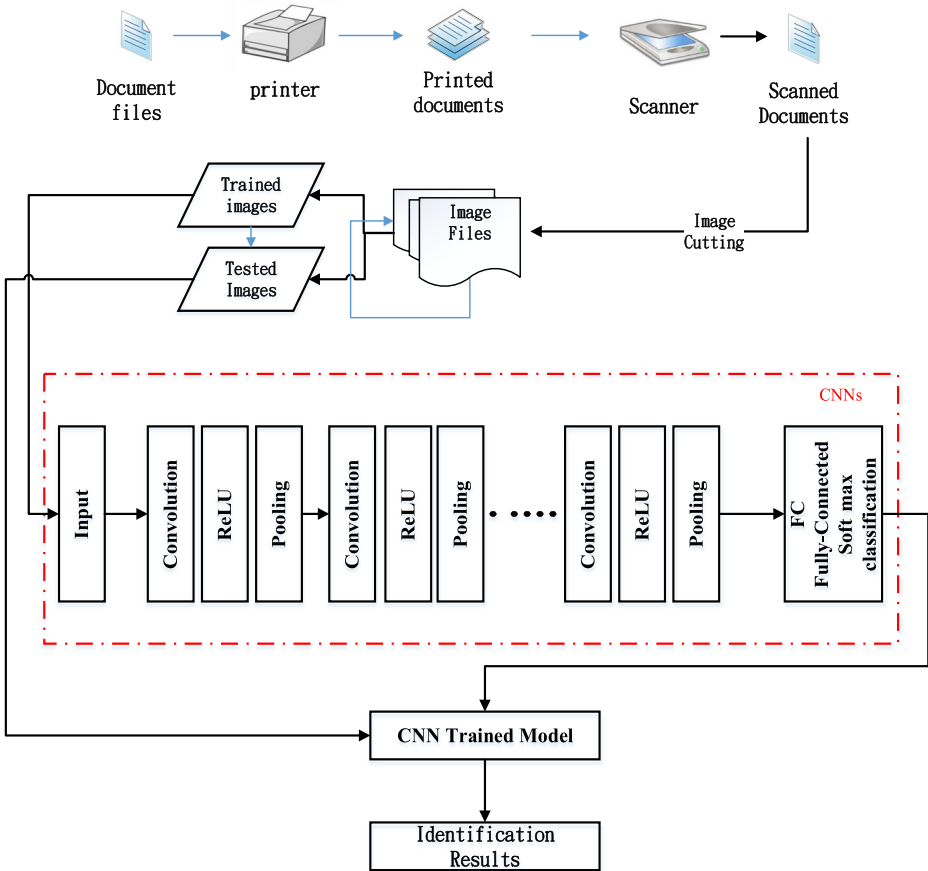 Document
files
printer
Printed
documents
Scanner
Scanned
Documents
Trained
images
Image
Files
Image
Cutting
Tested
Images
CNNs
Input
Convolution
ReLU
Pooling
Convolution
ReLU
Pooling
Convolution
ReLU
Pooling
FC
Fully-Connected
Soft max
classification
CNN Trained Model
Identification
Results